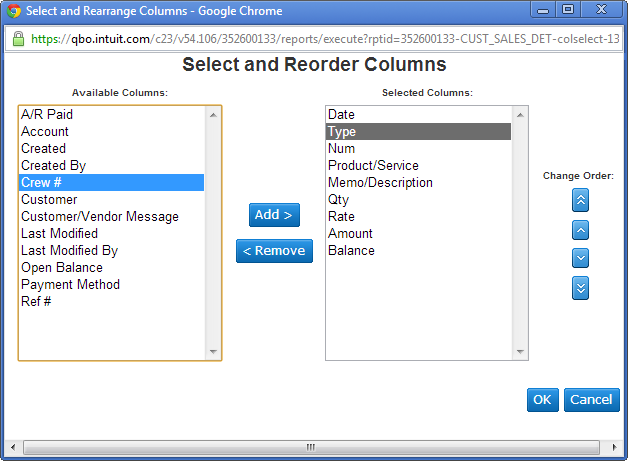 Select and Rearrange Columns - Google Chrome
https://qbo.intuit.com/c23/v54.106/352600133/reports/execute?rptid=352600133-CUST_SALES_DET-colselect-13
Select and Reorder Columns
Available Columns:
A/R Paid
Account
Created
Created By
Crew #
Customer
Customer/Vendor Message
Last Modified
Last Modified By
Open Balance
Payment Method
Ref #
Add >
< Remove
Selected Columns:
Date
Type
Num
Product/Service
Memo/Description
Qty
Rate
Amount
Balance
Change Order:
OK
Cancel